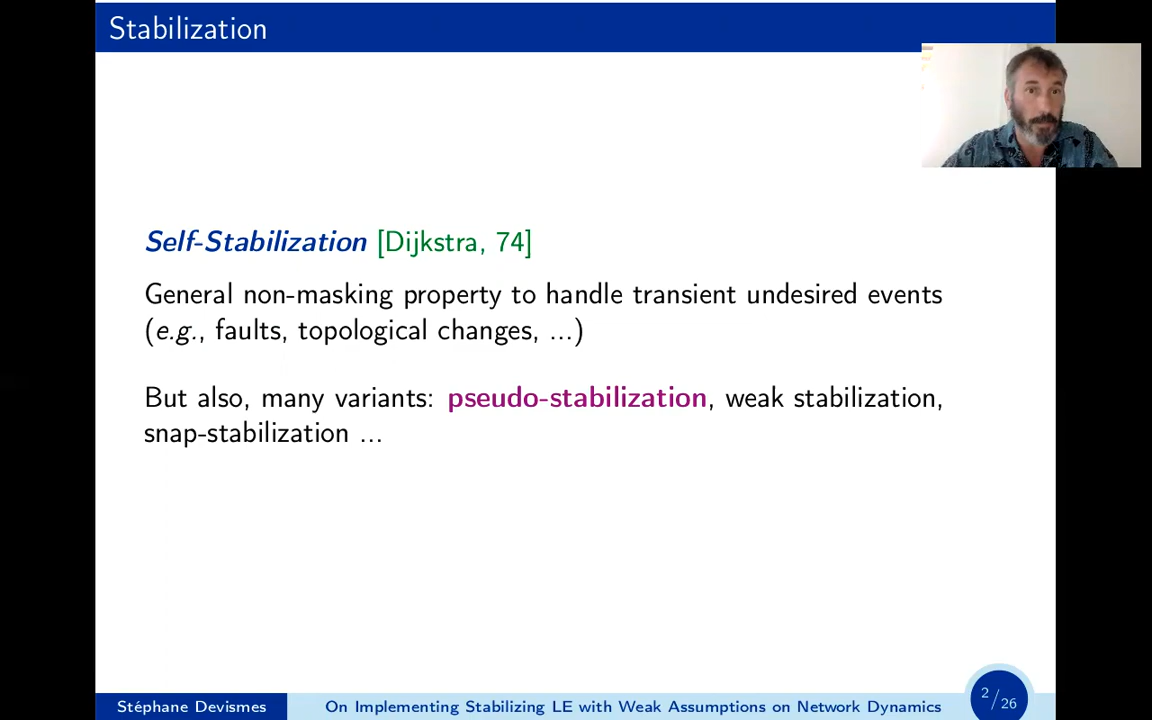 Stabilization
Self-Stabilization [Dijkstra, 74]
General non-masking property to handle transient undesired events
(e.g., faults, topological changes, ...)
But also, many variants: pseudo-stabilization, weak stabilization,
snap-stabilization ...
Stéphane Devismes
On Implementing Stabilizing LE with Weak Assumptions on Network Dynamics
2/26